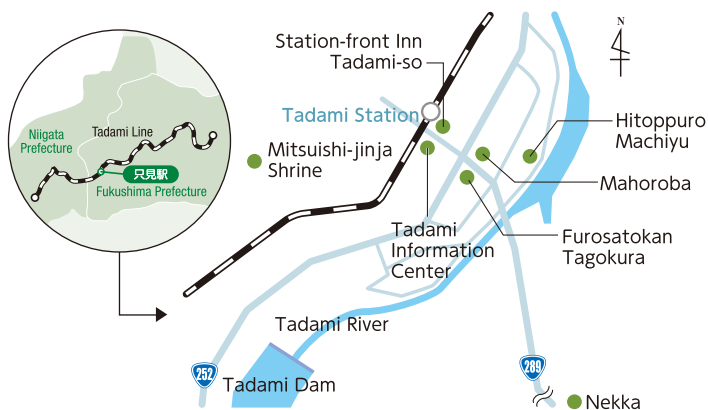 N
Station-front Inn
Tadami-so
Tadami Station
Hitoppuro
Machiyu
Niigata
Prefecture
Tadami Line
Mitsuishi-jinja
Shrine
只見駅
Fukushima Prefecture
Mahoroba
Tadami
Information
Center
Furosatokan
Tagokura
Tadami River
252
Tadami Dam
289
Nekka